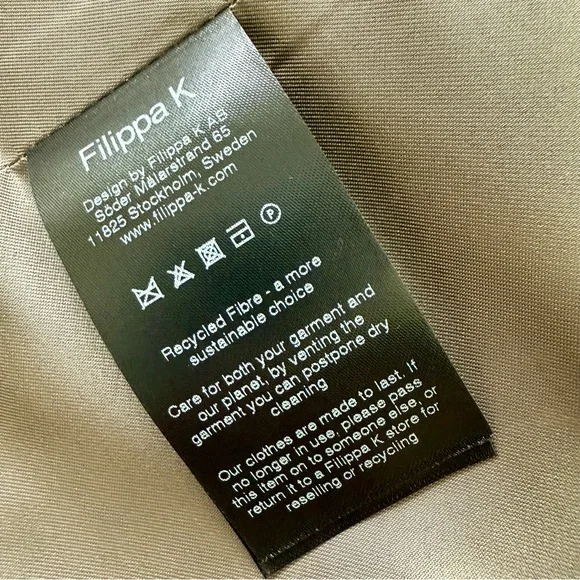 Filippa K
Design by Filippa K AB
Söder Mälarstrand 65
11825 Stockholm, Sweden
www.filippa-k.com
P
Recycled Fibre - a more
sustainable choice
Care for both your garment and
our planet, by venting the
garment you can postpone dry
cleaning
Our clothes are made to last. If
no longer in use, please pass
this item on to someone else, or
return it to a Filippa K store for
reselling or recycling